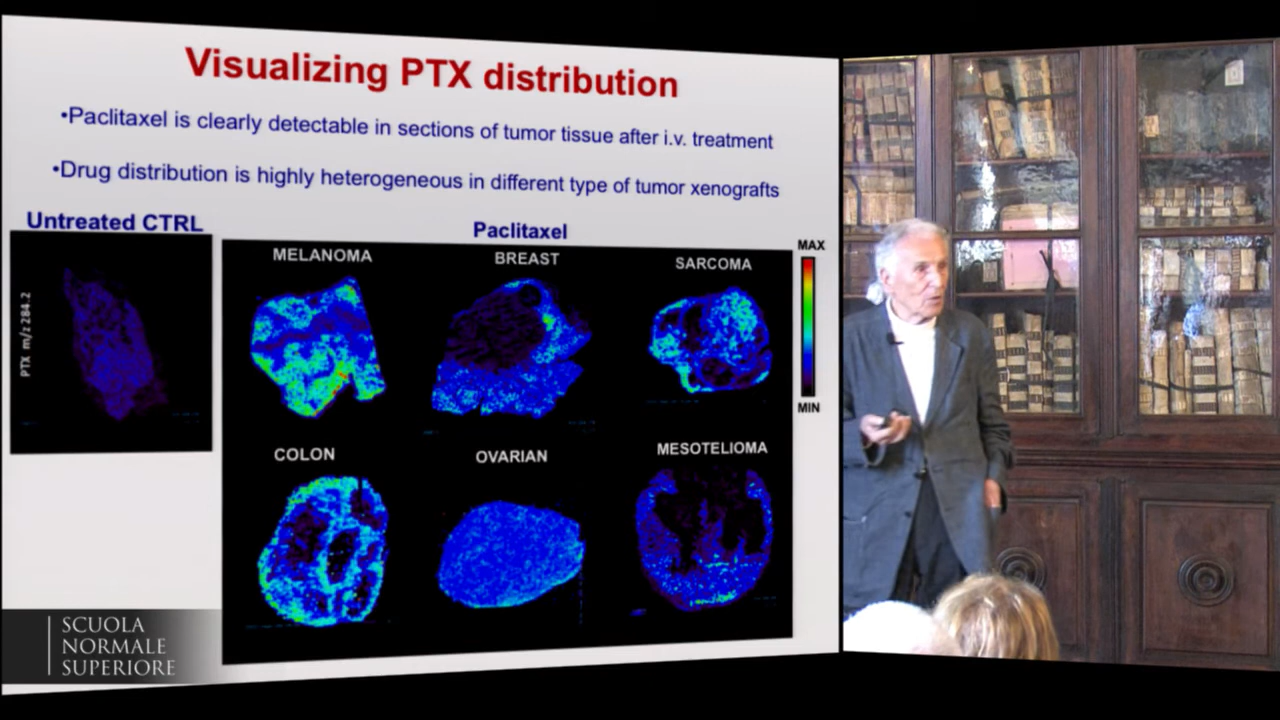 Visualizing PTX distribution
•Paclitaxel is clearly detectable in sections of tumor tissue after i.v. treatment
•Drug distribution is highly heterogeneous in different type of tumor xenografts
Untreated CTRL
Paclitaxel
PTX m/z 284.2
MELANOMA
BREAST
SARCOMA
MAX
MIN
COLON
OVARIAN
MESOTELIOMA
SCUOLA
NORMALE
SUPERIORE